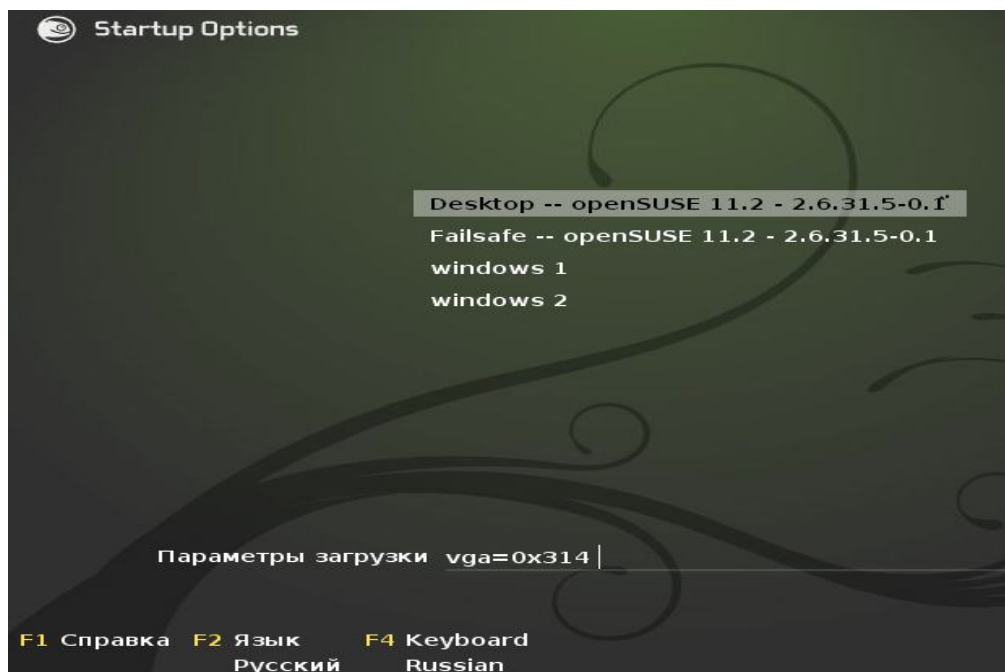 Startup Options
Desktop -- openSUSE 11.2 - 2.6.31.5-0.1
Failsafe -- openSUSE 11.2 - 2.6.31.5-0.1
windows 1
windows 2
Параметры загрузки vga=0x314
F1 Справка F2 Язык F4 Keyboard
Русский Russian